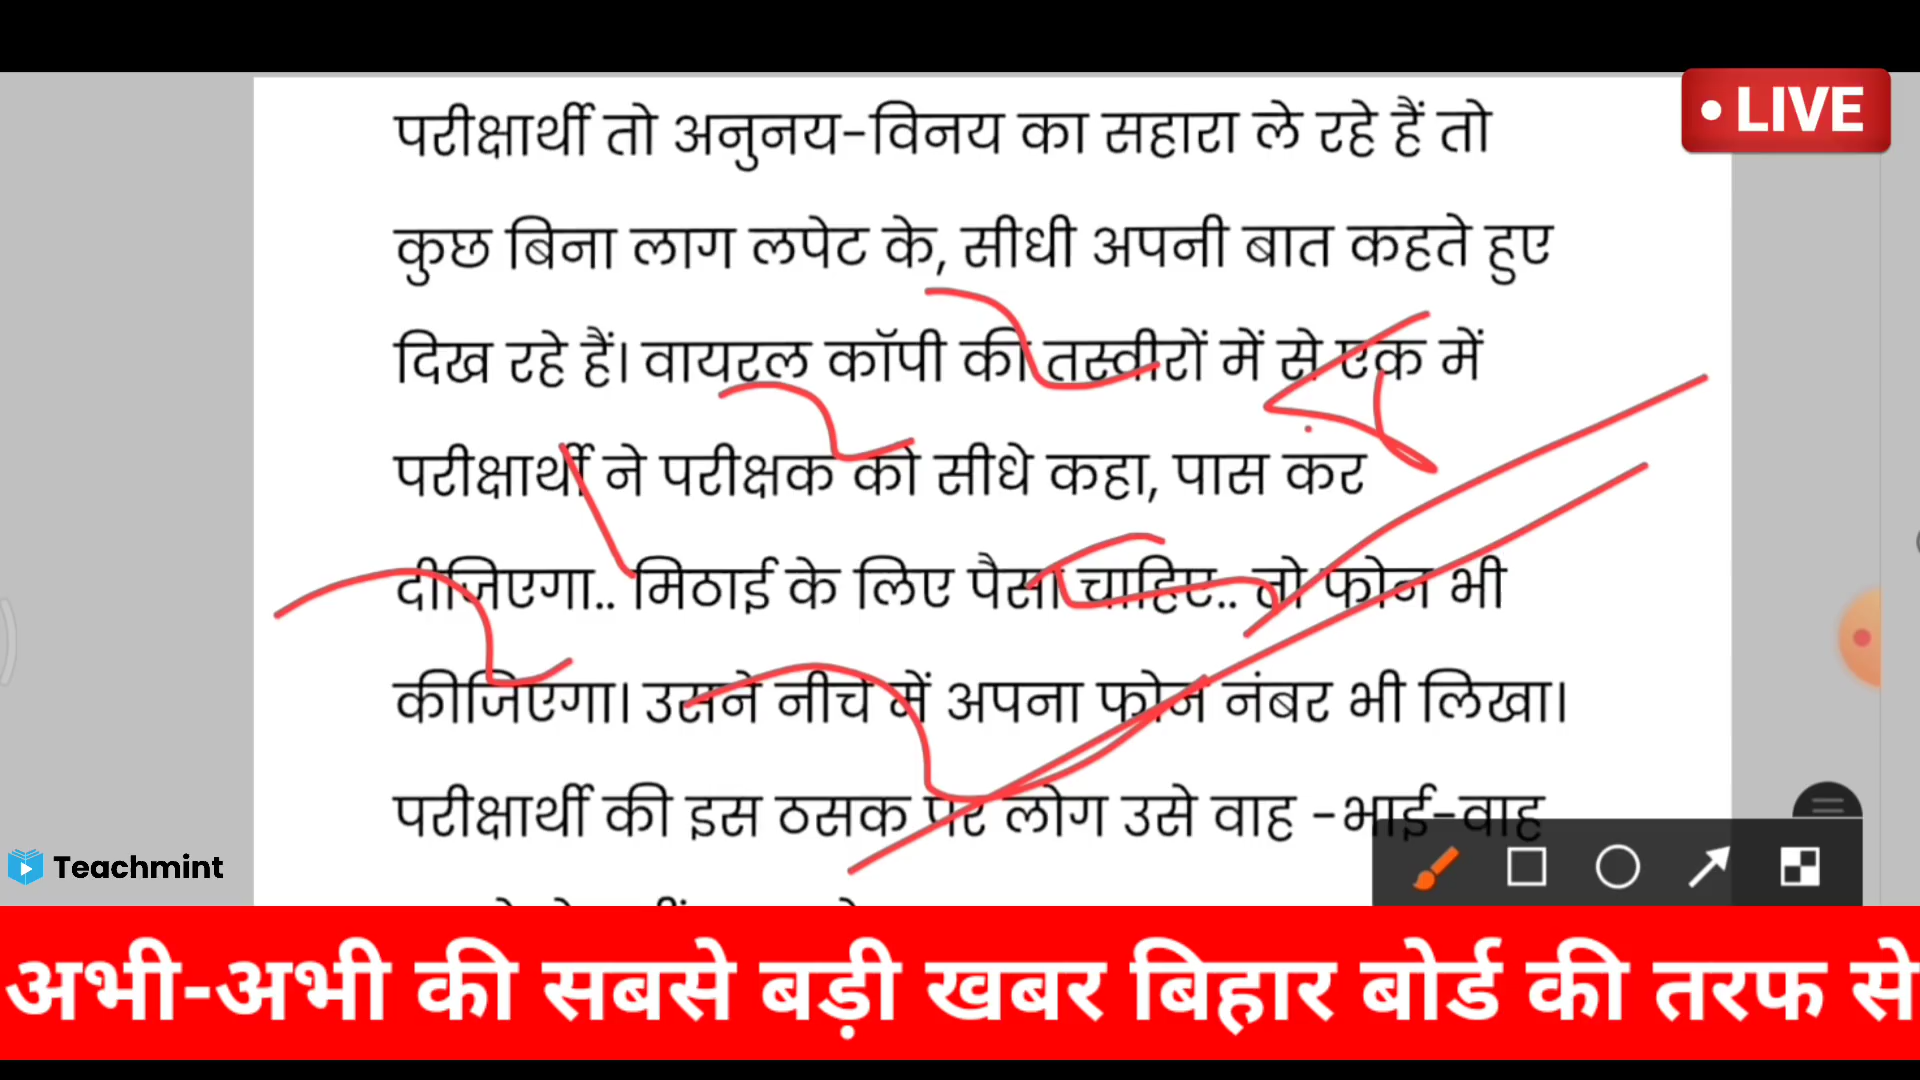 LIVE
परीक्षार्थी तो अनुनय-विनय का सहारा ले रहे हैं तो
कुछ बिना लाग लपेट के, सीधी अपनी बात कहते हुए
दिख रहे हैं। वायरल कॉपी की तस्वीरों में से एक में
परीक्षार्थी ने परीक्षक को सीधे कहा, पास कर
दीजिएगा.. मिठाई के लिए पैसा चाहिए.. तो फोन भी
कीजिएगा। उसने नीचे में अपना फोन नंबर भी लिखा।
परीक्षार्थी की इस ठसक पर लोग उसे वाह -भाई-वाह
Teachmint
अभी-अभी की सबसे बड़ी खबर बिहार बोर्ड की तरफ से